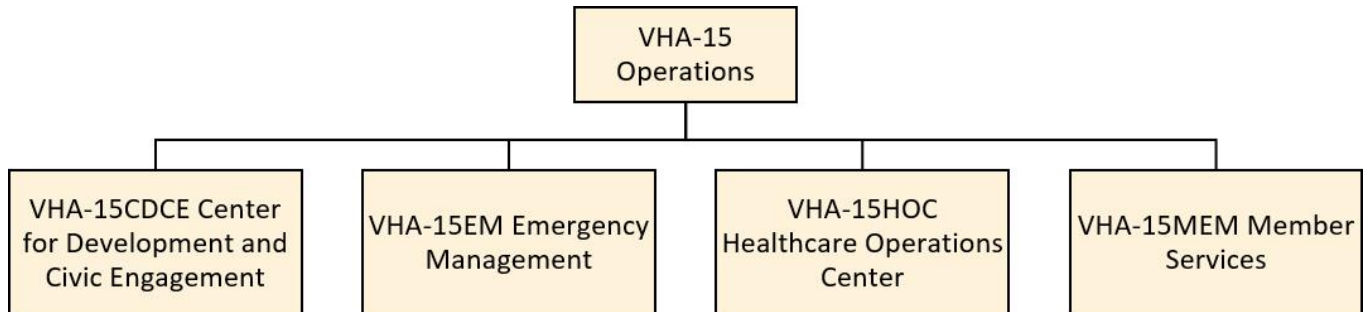 VHA-15
Operations
VHA-15CDCE Center
for Development and
Civic Engagement
VHA-15EM Emergency
Management
VHA-15HOC
Healthcare Operations
Center
VHA-15MEM Member
Services